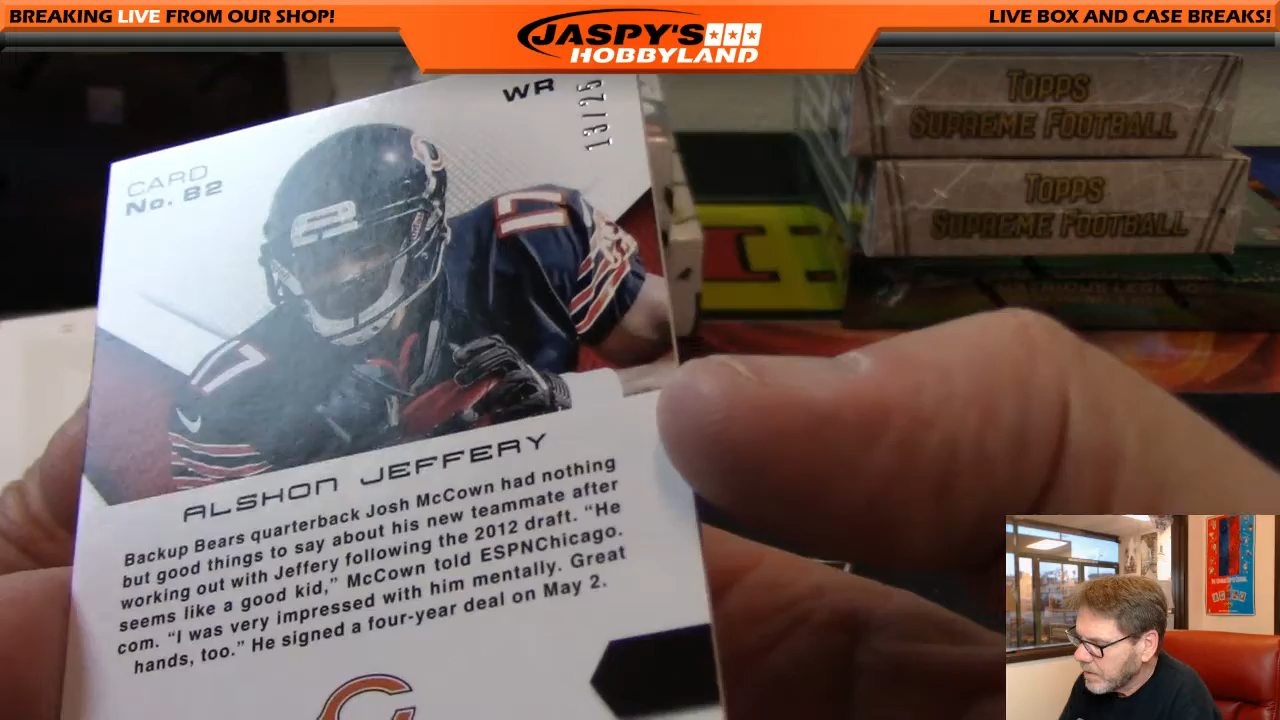 BREAKING LIVE FROM OUR SHOP!
JASPY'S
HOBBYLAND
LIVE BOX AND CASE BREAKS!
TOPPS
SUPREME FOOTBALL
TOPPS
SUPREME FOOTBALL
WR
13/25
CARD
No. 82
17
17
ALSHON JEFFERY
Backup Bears quarterback Josh McCown had nothing
but good things to say about his new teammate after
working out with Jeffery following the 2012 draft. “He
seems like a good kid,” McCown told ESPNChicago.
com. “I was very impressed with him mentally. Great
hands, too.” He signed a four-year deal on May 2.